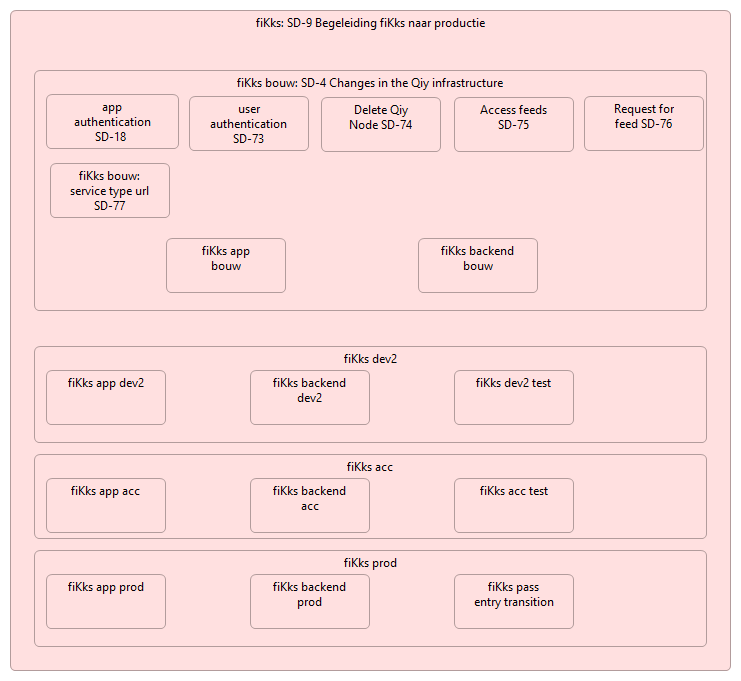 fiKks: SD-9 Begeleiding fiKks naar productie
fiKks bouw: SD-4 Changes in the Qiy infrastructure
app
authentication
SD-18
user
authentication
SD-73
Delete Qiy
Node SD-74
Access feeds
SD-75
Request for
feed SD-76
fiKks bouw:
service type url
SD-77
fiKks app
bouw
fiKks backend
bouw
fiKks dev2
fiKks app dev2
fiKks backend
dev2
fiKks dev2 test
fiKks acc
fiKks app acc
fiKks backend
acc
fiKks acc test
fiKks prod
fiKks app prod
fiKks backend
prod
fiKks pass
entry transition